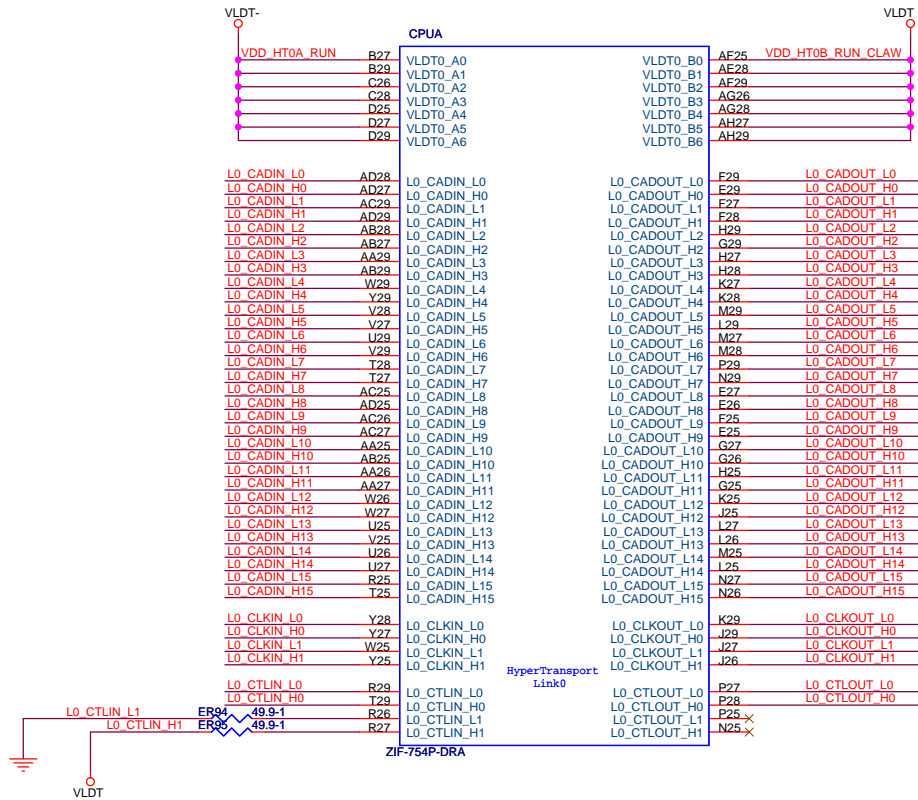 VLDT- VLDT
CPUA
VDD_HT0A_RUN B27 VLDT0_A0 VLDT0_B0 AF25 VDD_HT0B_RUN_CLAW
B29 VLDT0_A1 VLDT0_B1 AE28
C26 VLDT0_A2 VLDT0_B2 AF29
C28 VLDT0_A3 VLDT0_B3 AG26
D25 VLDT0_A4 VLDT0_B4 AG28
D27 VLDT0_A5 VLDT0_B5 AH27
D29 VLDT0_A6 VLDT0_B6 AH29
L0_CADIN_L0 AD28 L0_CADIN_L0 L0_CADOUT_L0 F29 L0_CADOUT_L0
L0_CADIN_H0 AD27 L0_CADIN_H0 L0_CADOUT_H0 E29 L0_CADOUT_H0
L0_CADIN_L1 AC29 L0_CADIN_L1 L0_CADOUT_L1 F27 L0_CADOUT_L1
L0_CADIN_H1 AD29 L0_CADIN_H1 L0_CADOUT_H1 F28 L0_CADOUT_H1
L0_CADIN_L2 AB28 L0_CADIN_L2 L0_CADOUT_L2 H29 L0_CADOUT_L2
L0_CADIN_H2 AB27 L0_CADIN_H2 L0_CADOUT_H2 G29 L0_CADOUT_H2
L0_CADIN_L3 AA29 L0_CADIN_L3 L0_CADOUT_L3 H27 L0_CADOUT_L3
L0_CADIN_H3 AB29 L0_CADIN_H3 L0_CADOUT_H3 H28 L0_CADOUT_H3
L0_CADIN_L4 W29 L0_CADIN_L4 L0_CADOUT_L4 K27 L0_CADOUT_L4
L0_CADIN_H4 Y29 L0_CADIN_H4 L0_CADOUT_H4 K28 L0_CADOUT_H4
L0_CADIN_L5 V28 L0_CADIN_L5 L0_CADOUT_L5 M29 L0_CADOUT_L5
L0_CADIN_H5 V27 L0_CADIN_H5 L0_CADOUT_H5 L29 L0_CADOUT_H5
L0_CADIN_L6 U29 L0_CADIN_L6 L0_CADOUT_L6 M27 L0_CADOUT_L6
L0_CADIN_H6 V29 L0_CADIN_H6 L0_CADOUT_H6 M28 L0_CADOUT_H6
L0_CADIN_L7 T28 L0_CADIN_L7 L0_CADOUT_L7 P29 L0_CADOUT_L7
L0_CADIN_H7 T27 L0_CADIN_H7 L0_CADOUT_H7 N29 L0_CADOUT_H7
L0_CADIN_L8 AC25 L0_CADIN_L8 L0_CADOUT_L8 E27 L0_CADOUT_L8
L0_CADIN_H8 AD25 L0_CADIN_H8 L0_CADOUT_H8 E26 L0_CADOUT_H8
L0_CADIN_L9 AC26 L0_CADIN_L9 L0_CADOUT_L9 F25 L0_CADOUT_L9
L0_CADIN_H9 AC27 L0_CADIN_H9 L0_CADOUT_H9 E25 L0_CADOUT_H9
L0_CADIN_L10 AA25 L0_CADIN_L10 L0_CADOUT_L10 G27 L0_CADOUT_L10
L0_CADIN_H10 AB25 L0_CADIN_H10 L0_CADOUT_H10 G26 L0_CADOUT_H10
L0_CADIN_L11 AA26 L0_CADIN_L11 L0_CADOUT_L11 H25 L0_CADOUT_L11
L0_CADIN_H11 AA27 L0_CADIN_H11 L0_CADOUT_H11 G25 L0_CADOUT_H11
L0_CADIN_L12 W26 L0_CADIN_L12 L0_CADOUT_L12 K25 L0_CADOUT_L12
L0_CADIN_H12 W27 L0_CADIN_H12 L0_CADOUT_H12 J25 L0_CADOUT_H12
L0_CADIN_L13 U25 L0_CADIN_L13 L0_CADOUT_L13 L27 L0_CADOUT_L13
L0_CADIN_H13 V25 L0_CADIN_H13 L0_CADOUT_H13 L26 L0_CADOUT_H13
L0_CADIN_L14 U26 L0_CADIN_L14 L0_CADOUT_L14 M25 L0_CADOUT_L14
L0_CADIN_H14 U27 L0_CADIN_H14 L0_CADOUT_H14 L25 L0_CADOUT_H14
L0_CADIN_L15 R25 L0_CADIN_L15 L0_CADOUT_L15 N27 L0_CADOUT_L15
L0_CADIN_H15 T25 L0_CADIN_H15 L0_CADOUT_H15 N26 L0_CADOUT_H15
L0_CLKIN_L0 Y28 L0_CLKIN_L0 L0_CLKOUT_L0 K29 L0_CLKOUT_L0
L0_CLKIN_H0 Y27 L0_CLKIN_H0 L0_CLKOUT_H0 J29 L0_CLKOUT_H0
L0_CLKIN_L1 W25 L0_CLKIN_L1 L0_CLKOUT_L1 J27 L0_CLKOUT_L1
L0_CLKIN_H1 Y25 L0_CLKIN_H1 L0_CLKOUT_H1 J26 L0_CLKOUT_H1
HyperTransport
Link0
L0_CTLIN_L0 R29 L0_CTLIN_L0 L0_CTLOUT_L0 P27 L0_CTLOUT_L0
L0_CTLIN_H0 T29 L0_CTLIN_H0 L0_CTLOUT_H0 P28 L0_CTLOUT_H0
L0_CTLIN_L1 ER94 49.9-1 R26 L0_CTLIN_L1 L0_CTLOUT_L1 P25
L0_CTLIN_H1 ER95 49.9-1 R27 L0_CTLIN_H1 L0_CTLOUT_H1 N25
ZIF-754P-DRA
VLDT